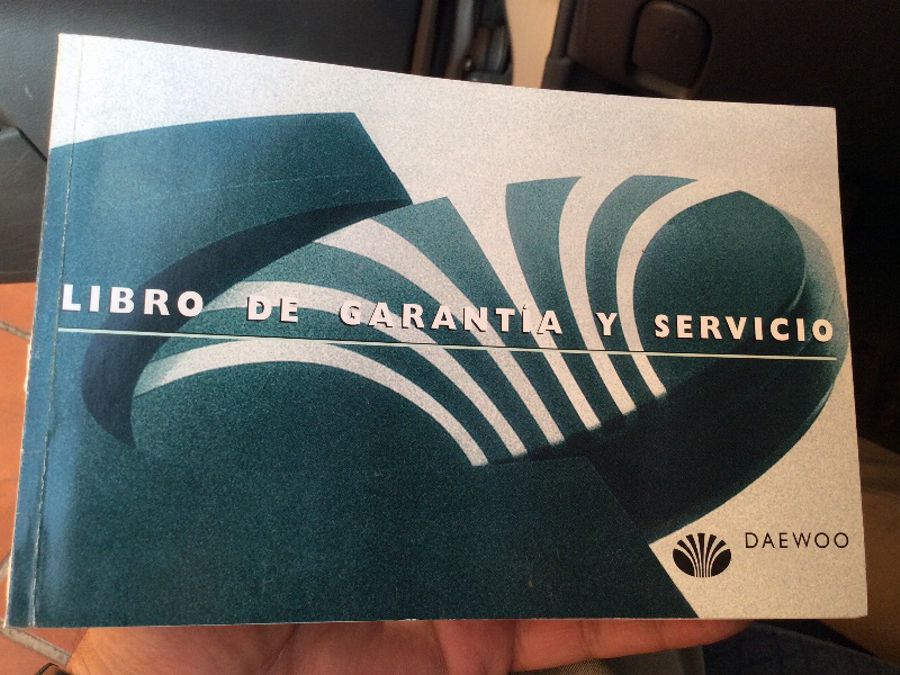 LIBRO DE GARANTÍA Y SERVICIO
DAEWOO